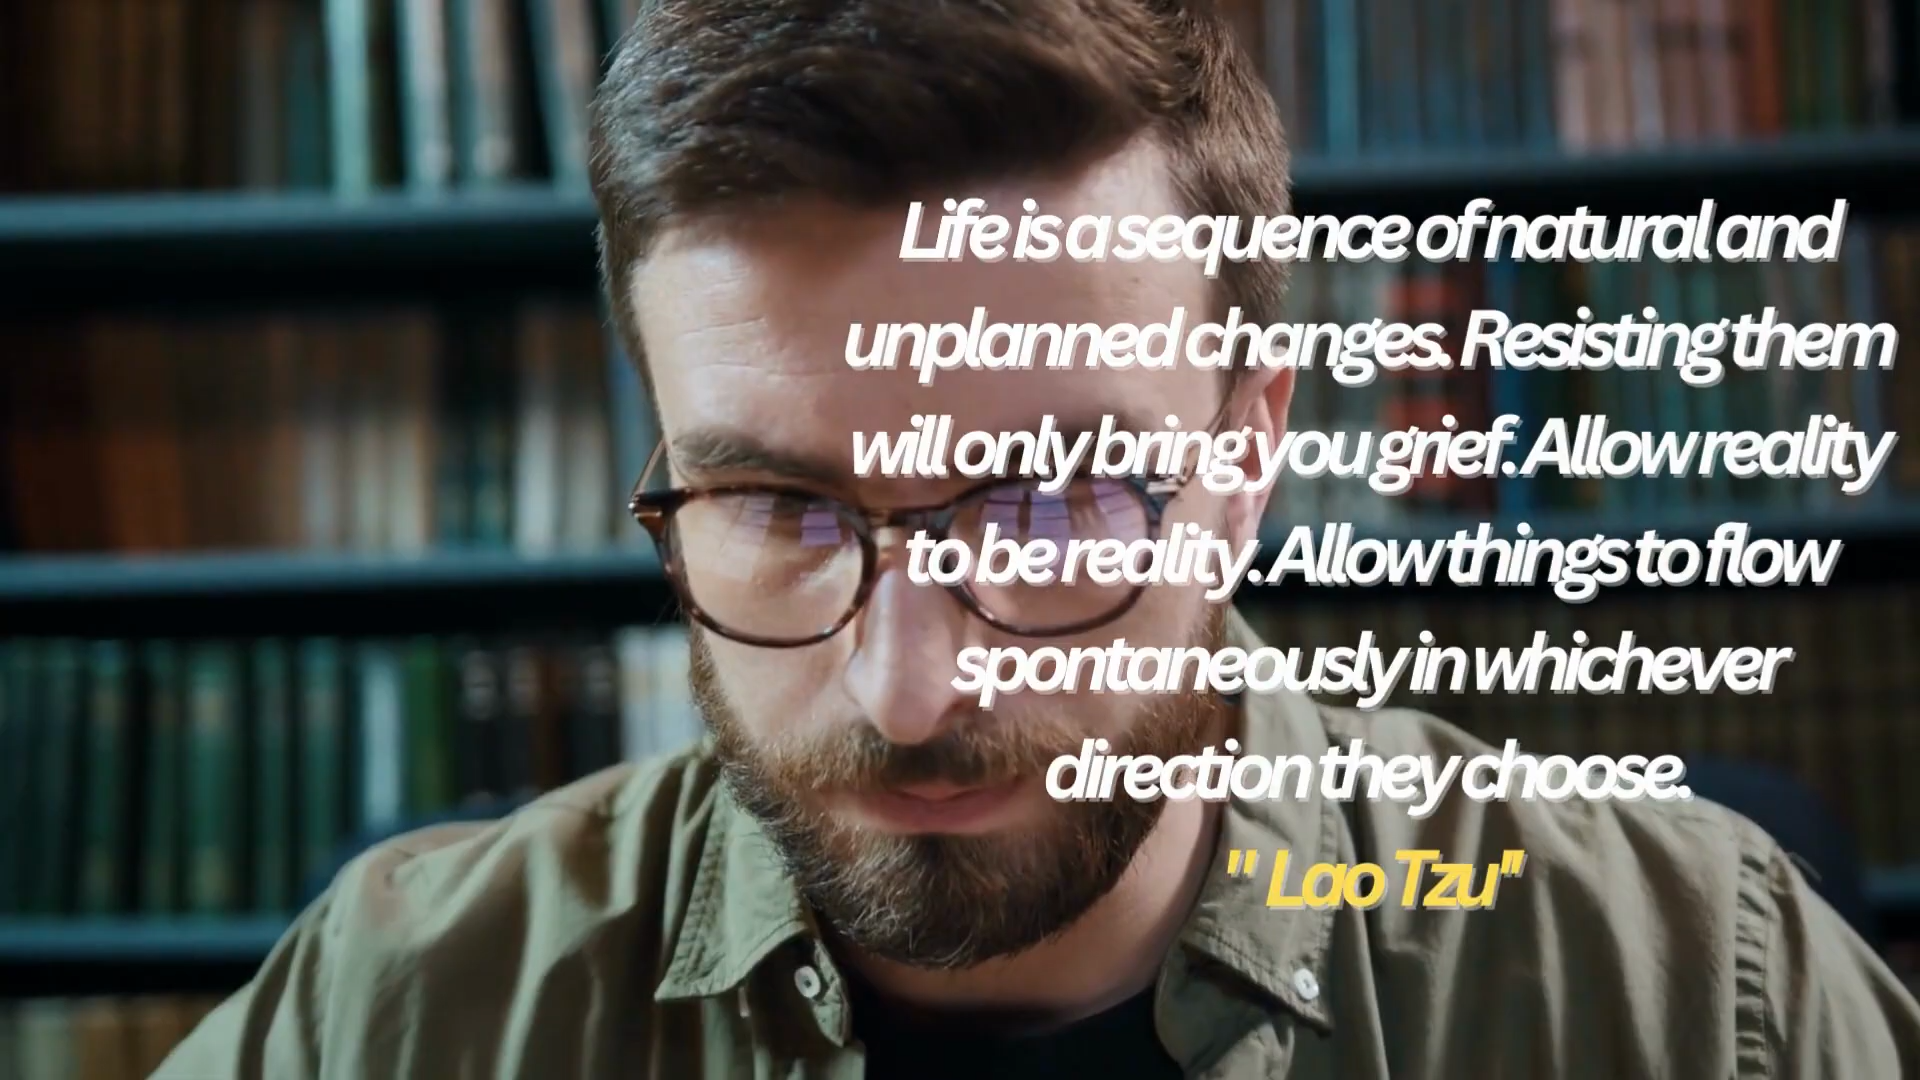 Life is a sequence of natural and
unplanned changes. Resisting them
will only bring you grief. Allow reality
to be reality. Allow things to flow
spontaneously in whichever
direction they choose.
" Lao Tzu"